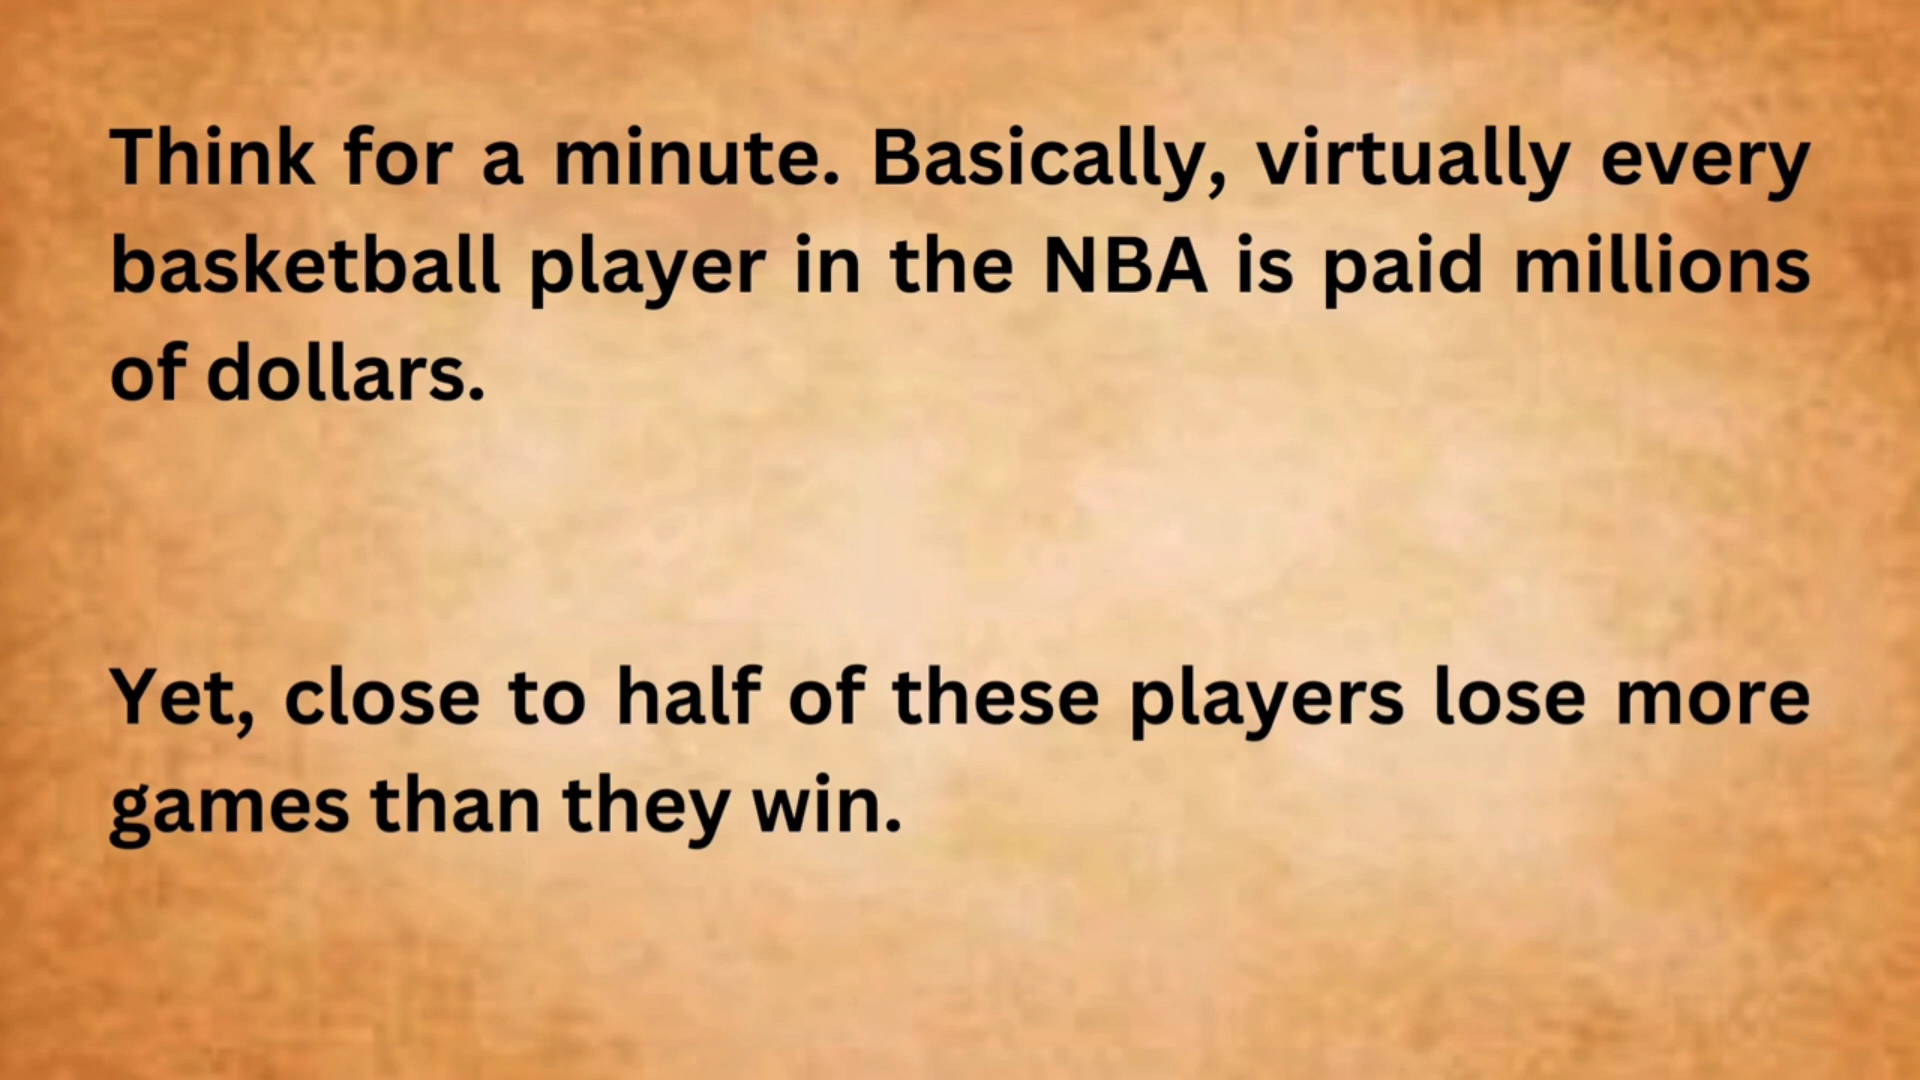 Think for a minute. Basically, virtually every
basketball player in the NBA is paid millions
of dollars.
Yet, close to half of these players lose more
games than they win.